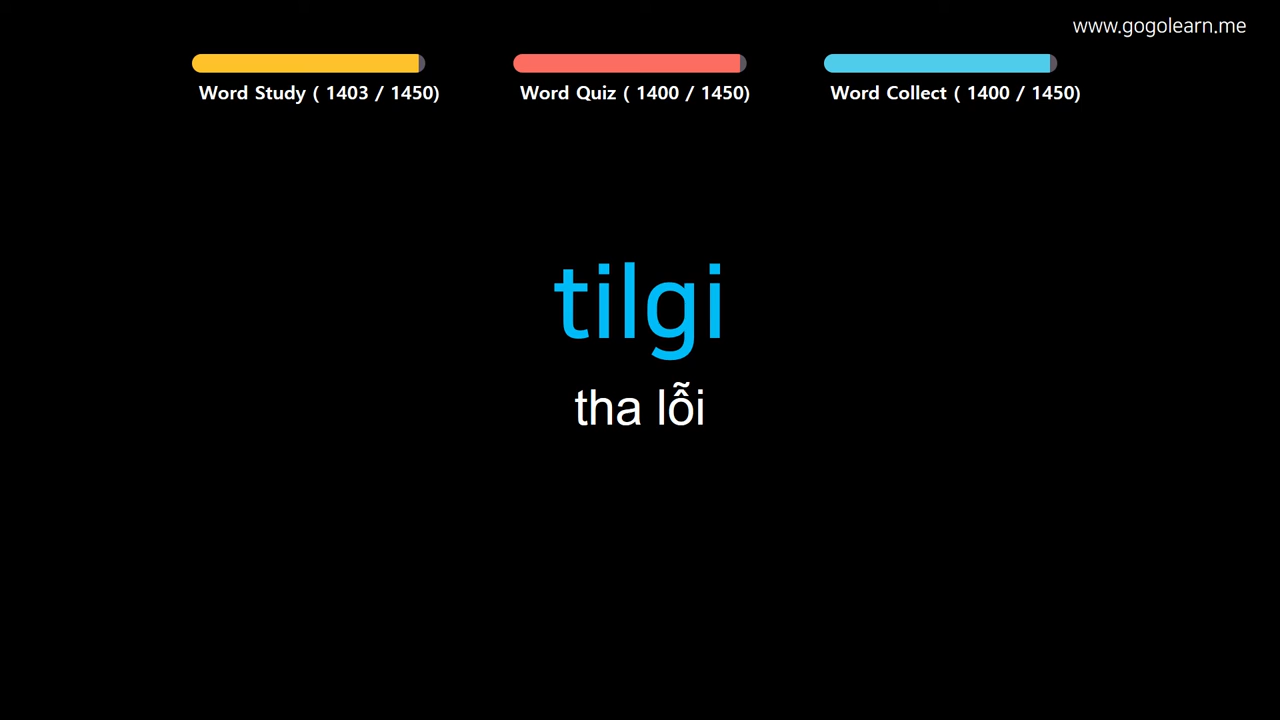 www.gogolearn.me
Word Study ( 1403 / 1450)
Word Quiz ( 1400 / 1450)
Word Collect ( 1400 / 1450)
tilgi
tha lỗi